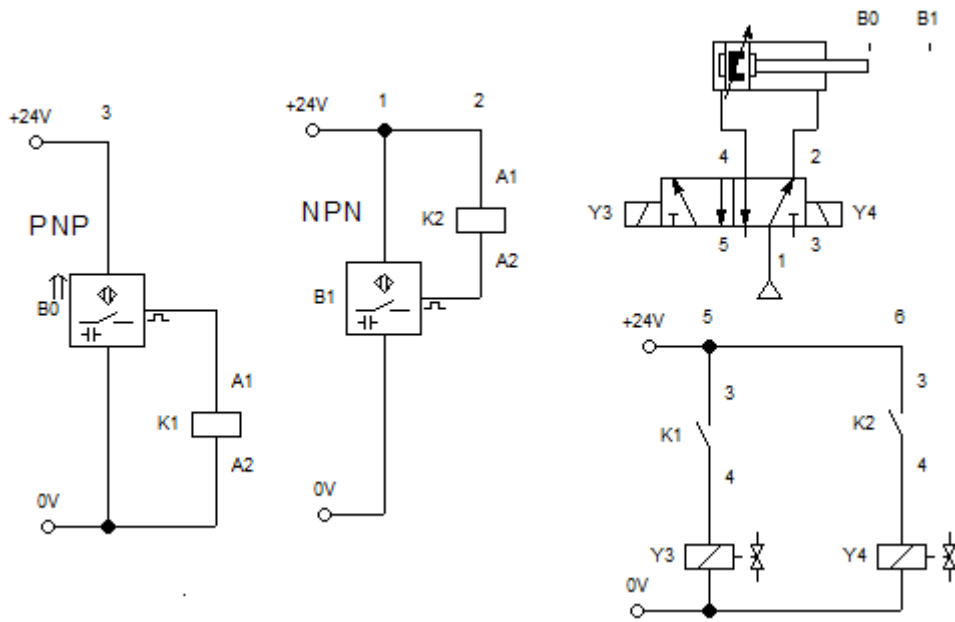 +24V 3
PNP
B0
A1
K1
A2
0V
1 2
+24V
A1
NPN K2
A2
B1
0V
B0 B1
4 2
Y3 Y4
5 3
1
+24V 5 6
3 3
K1 K2
4 4
Y3 Y4
0V